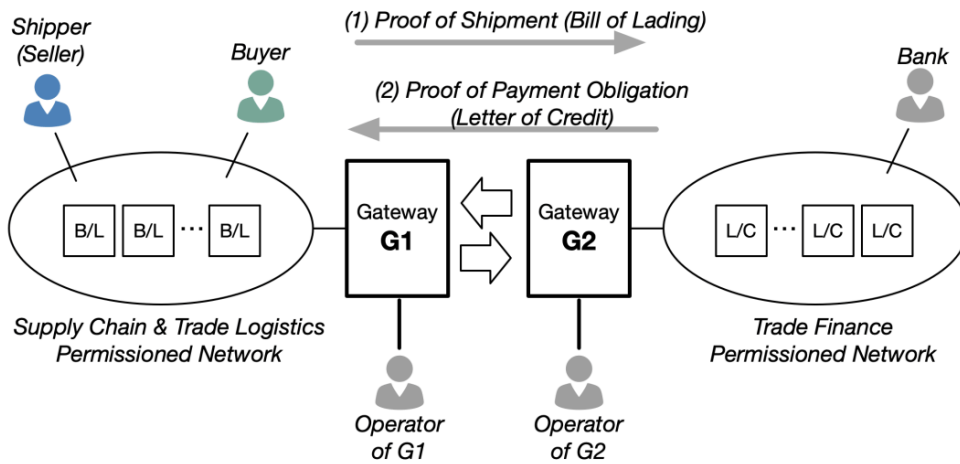 (1) Proof of Shipment (Bill of Lading)
Shipper
(Seller)
Buyer
Bank
(2) Proof of Payment Obligation
(Letter of Credit)
B/L
B/L
...
B/L
Gateway
G1
Gateway
G2
L/C
...
L/C
L/C
Supply Chain & Trade Logistics
Permissioned Network
Trade Finance
Permissioned Network
Operator
of G1
Operator
of G2